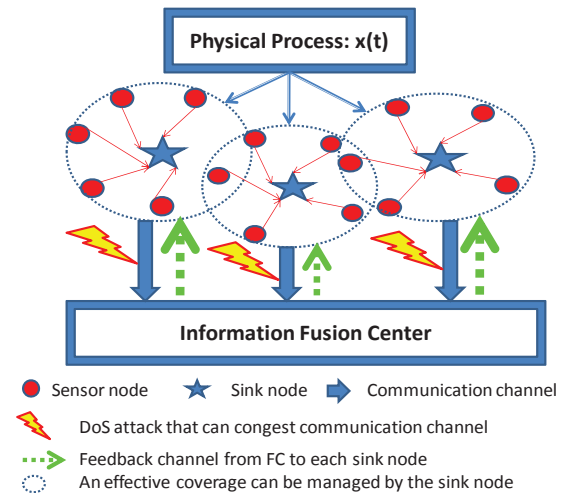 Physical Process: x(t)
Information Fusion Center
Sensor node
Sink node
Communication channel
DoS attack that can congest communication channel
Feedback channel from FC to each sink node
An effective coverage can be managed by the sink node